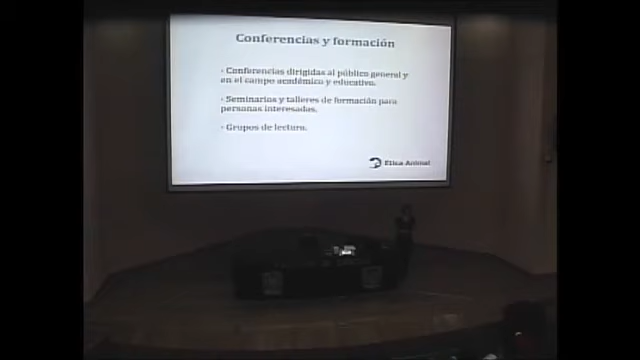 Conferencias y formación
- Conferencias dirigidas al público general y
en el campo académico y educativo.
- Seminarios y talleres de formación para
personas interesadas.
- Grupos de lectura.
Ética Animal